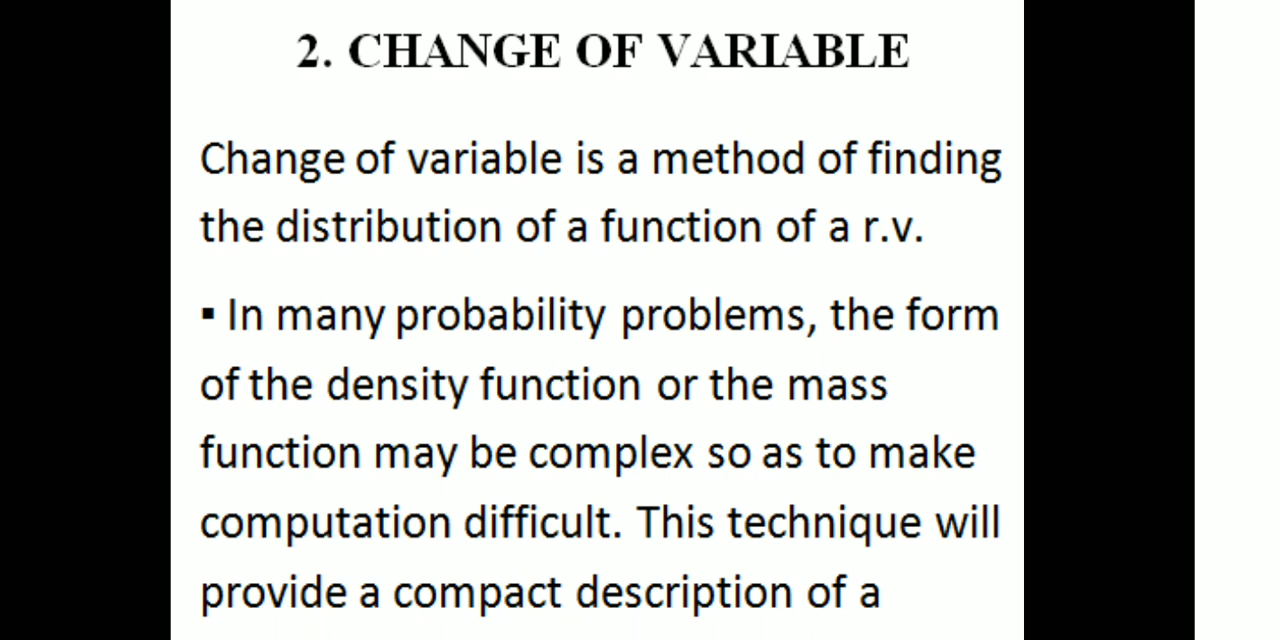 2. CHANGE OF VARIABLE
Change of variable is a method of finding
the distribution of a function of a r.v.
▪ In many probability problems, the form
of the density function or the mass
function may be complex so as to make
computation difficult. This technique will
provide a compact description of a